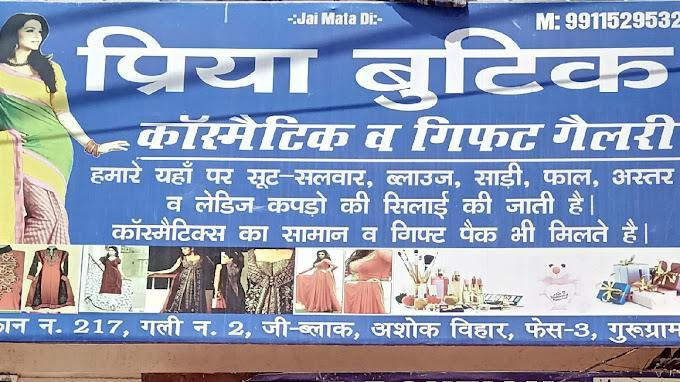 -:Jai Mata Di:-
M: 9911529532
प्रिया बुटिक
कॉस्मैटिक व गिफट गैलरी
हमारे यहाँ पर सूट-सलवार, ब्लाउज, साड़ी, फाल, अस्तर
व लेडिज कपड़ो की सिलाई की जाती है।
कॉस्मैटिक्स का सामान व गिफ्ट पैक भी मिलते है।
न. 217, गली न. 2, जी-ब्लाक, अशोक विहार, फेस-3, गुरूग्राम